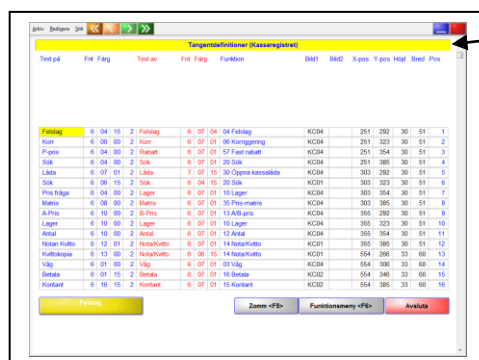 Arkiv Redigera Sök
Tangentdefinitioner (Kassaregistret)
Text på Fnt Färg Text av Fnt Färg Funktion Bild1 Bild2 X-pos Y-pos Höjd Bred Pos
Felslag 6 04 15 2 Felslag 6 07 04 04 Felslag KC04 251 292 30 51 1
Korr 6 04 00 2 Korr 6 07 01 06 Korriggering KC04 251 323 30 51 2
P-pris 6 04 00 2 Rabatt 6 07 01 57 Fast rabatt KC04 251 354 30 51 3
Sök 6 04 00 2 Sök 6 07 01 20 Sök KC04 251 385 30 51 4
Låda 6 07 01 2 Låda 7 07 15 30 Öppna kassalåda KC04 303 292 30 51 5
Sök 6 06 15 2 Sök 6 04 15 20 Sök KC01 303 323 30 51 6
Pris fråga 6 04 00 2 Lager 6 07 01 10 Lager KC04 303 354 30 51 7
Matris 6 08 00 2 Matris 6 07 01 35 Pris-matris KC04 303 385 30 51 8
A-Pris 6 10 00 2 B-Pris 6 07 01 13 A/B-pris KC04 355 292 30 51 9
Lager 6 10 00 2 Lager 6 07 01 10 Lager KC04 355 323 30 51 10
Antal 6 10 00 2 Antal 6 07 01 12 Antal KC04 355 354 30 51 11
Notan Kvitto 6 12 01 2 Nota/Kvitto 6 07 01 14 Nota/Kvitto KC01 355 385 30 51 12
Kvittokopia 6 13 00 2 Nota/Kvitto 6 06 15 14 Nota/Kvitto KC01 554 266 33 60 13
Våg 6 01 00 2 Våg 6 07 01 03 Våg KC04 554 306 33 60 14
Betala 6 01 15 2 Betala 6 07 01 16 Betala KC02 554 346 33 60 15
Kontant 6 16 15 2 Kontant 6 07 01 15 Kontant KC02 554 385 33 60 16
Felslag Zomm <F5> Funktionsmeny <F6> Avsluta